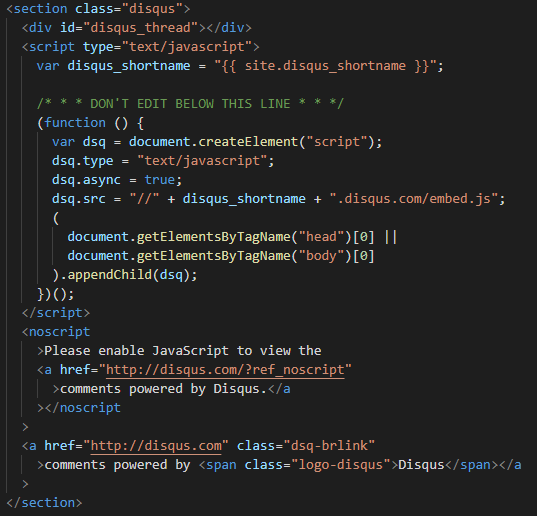 <section class="disqus">
<div id="disqus_thread"></div>
<script type="text/javascript">
var disqus_shortname = "{{ site.disqus_shortname }}";
/* * * DON'T EDIT BELOW THIS LINE * * */
(function () {
var dsq = document.createElement("script");
dsq.type = "text/javascript";
dsq.async = true;
dsq.src = "//" + disqus_shortname + ".disqus.com/embed.js";
(
document.getElementsByTagName("head")[0] ||
document.getElementsByTagName("body")[0]
).appendChild(dsq);
})();
</script>
<noscript
>Please enable JavaScript to view the
<a href="http://disqus.com/?ref_noscript"
>comments powered by Disqus.</a
></noscript
>
<a href="http://disqus.com" class="dsq-brlink"
>comments powered by <span class="logo-disqus">Disqus</span></a
>
</section>